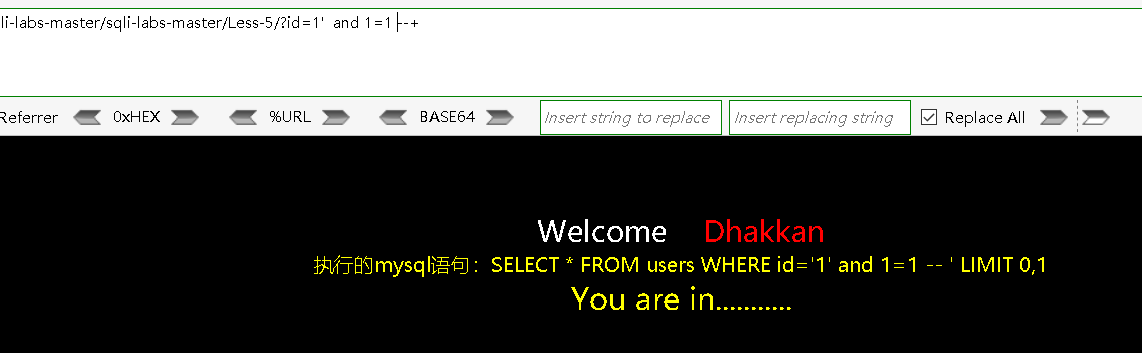 li-labs-master/sqli-labs-master/Less-5/?id=1' and 1=1 --+
Referrer 0xHEX %URL BASE64 Insert string to replace Insert replacing string Replace All
Welcome Dhakkan
执行的mysql语句：SELECT * FROM users WHERE id='1' and 1=1 -- ' LIMIT 0,1
You are in...........